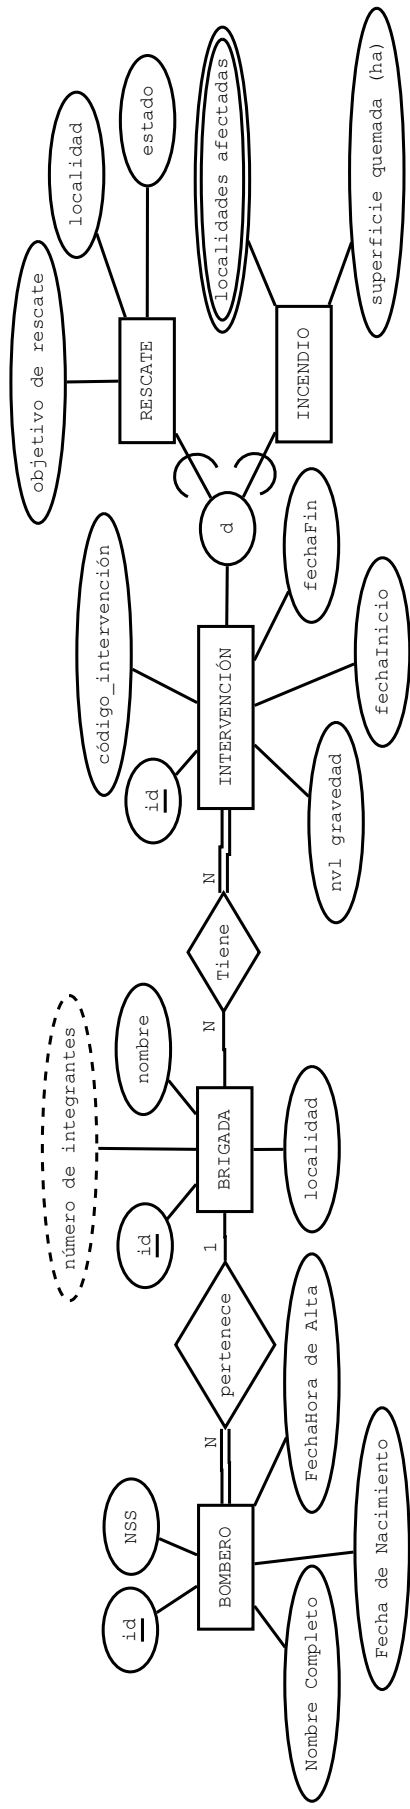 id
NSS
BOMBERO
Nombre Completo
Fecha de Nacimiento
FechaHora de Alta
N
pertenece
1
id
número de integrantes
nombre
BRIGADA
localidad
N
Tiene
N
id
código_intervención
INTERVENCIÓN
nvl gravedad
fechaInicio
fechaFin
d
objetivo de rescate
localidad
estado
RESCATE
localidades afectadas
INCENDIO
superficie quemada (ha)